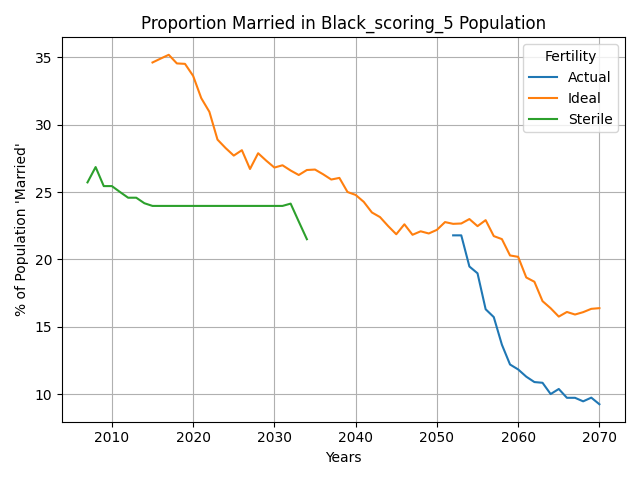 Proportion Married in Black_scoring_5 Population
Fertility
Actual
Ideal
Sterile
% of Population 'Married'
35
30
25
20
15
10
2010 2020 2030 2040 2050 2060 2070
Years